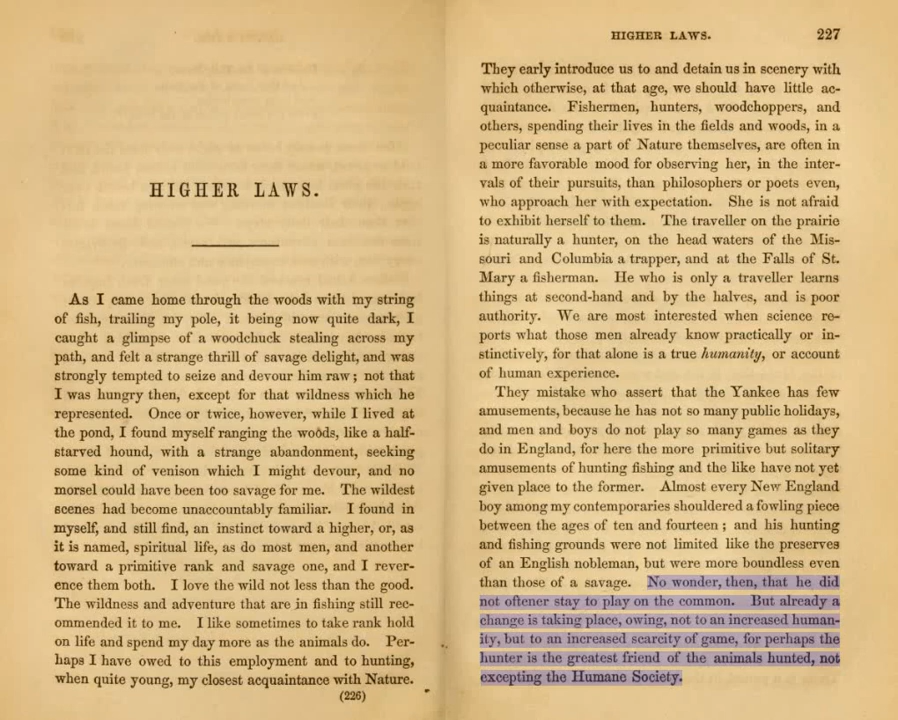 HIGHER LAWS.
As I came home through the woods with my string
of fish, trailing my pole, it being now quite dark, I
caught a glimpse of a woodchuck stealing across my
path, and felt a strange thrill of savage delight, and was
strongly tempted to seize and devour him raw; not that
I was hungry then, except for that wildness which he
represented. Once or twice, however, while I lived at
the pond, I found myself ranging the woods, like a half-
starved hound, with a strange abandonment, seeking
some kind of venison which I might devour, and no
morsel could have been too savage for me. The wildest
scenes had become unaccountably familiar. I found in
myself, and still find, an instinct toward a higher, or, as
it is named, spiritual life, as do most men, and another
toward a primitive rank and savage one, and I rever-
ence them both. I love the wild not less than the good.
The wildness and adventure that are in fishing still rec-
ommended it to me. I like sometimes to take rank hold
on life and spend my day more as the animals do. Per-
haps I have owed to this employment and to hunting,
when quite young, my closest acquaintance with Nature.
(226)
HIGHER LAWS. 227
They early introduce us to and detain us in scenery with
which otherwise, at that age, we should have little ac-
quaintance. Fishermen, hunters, woodchoppers, and
others, spending their lives in the fields and woods, in a
peculiar sense a part of Nature themselves, are often in
a more favorable mood for observing her, in the inter-
vals of their pursuits, than philosophers or poets even,
who approach her with expectation. She is not afraid
to exhibit herself to them. The traveller on the prairie
is naturally a hunter, on the head waters of the Mis-
souri and Columbia a trapper, and at the Falls of St.
Mary a fisherman. He who is only a traveller learns
things at second-hand and by the halves, and is poor
authority. We are most interested when science re-
ports what those men already know practically or in-
stinctively, for that alone is a true humanity, or account
of human experience.
They mistake who assert that the Yankee has few
amusements, because he has not so many public holidays,
and men and boys do not play so many games as they
do in England, for here the more primitive but solitary
amusements of hunting fishing and the like have not yet
given place to the former. Almost every New England
boy among my contemporaries shouldered a fowling piece
between the ages of ten and fourteen; and his hunting
and fishing grounds were not limited like the preserves
of an English nobleman, but were more boundless even
than those of a savage. No wonder, then, that he did
not oftener stay to play on the common. But already a
change is taking place, owing, not to an increased human-
ity, but to an increased scarcity of game, for perhaps the
hunter is the greatest friend of the animals hunted, not
excepting the Humane Society.